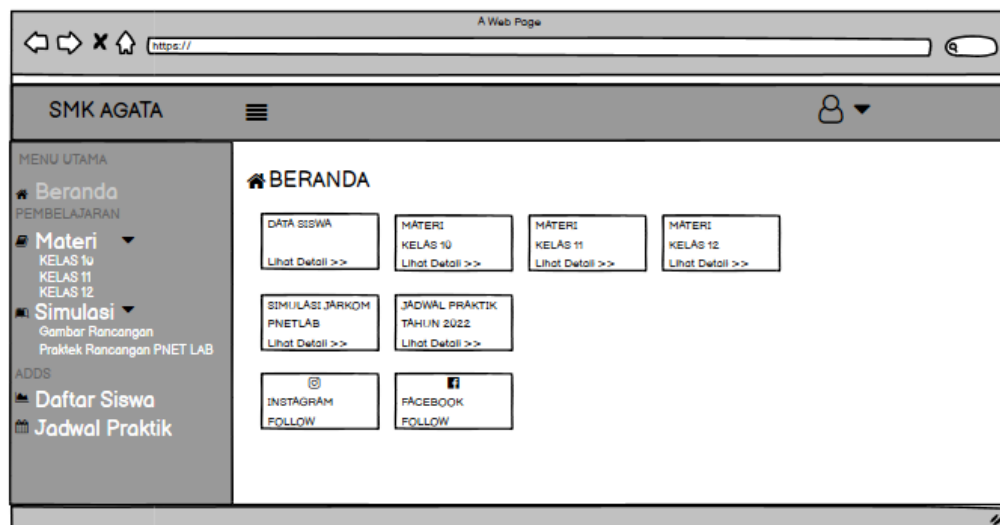 A Web Page
https://
SMK AGATA
MENU UTAMA
Beranda
PEMBELAJARAN
Materi
KELAS 10
KELAS 11
KELAS 12
Simulasi
Gambar Rancangan
Praktek Rancangan PNET LAB
ADDS
Daftar Siswa
Jadwal Praktik
BERANDA
DATA SISWA
Lihat Detail >>
MATERI
KELAS 10
Lihat Detail >>
MATERI
KELAS 11
Lihat Detail >>
MATERI
KELAS 12
Lihat Detail >>
SIMULASI JARKOM
PNETLAB
Lihat Detail >>
JADWAL PRAKTIK
TAHUN 2022
Lihat Detail >>
INSTAGRAM
FOLLOW
FACEBOOK
FOLLOW